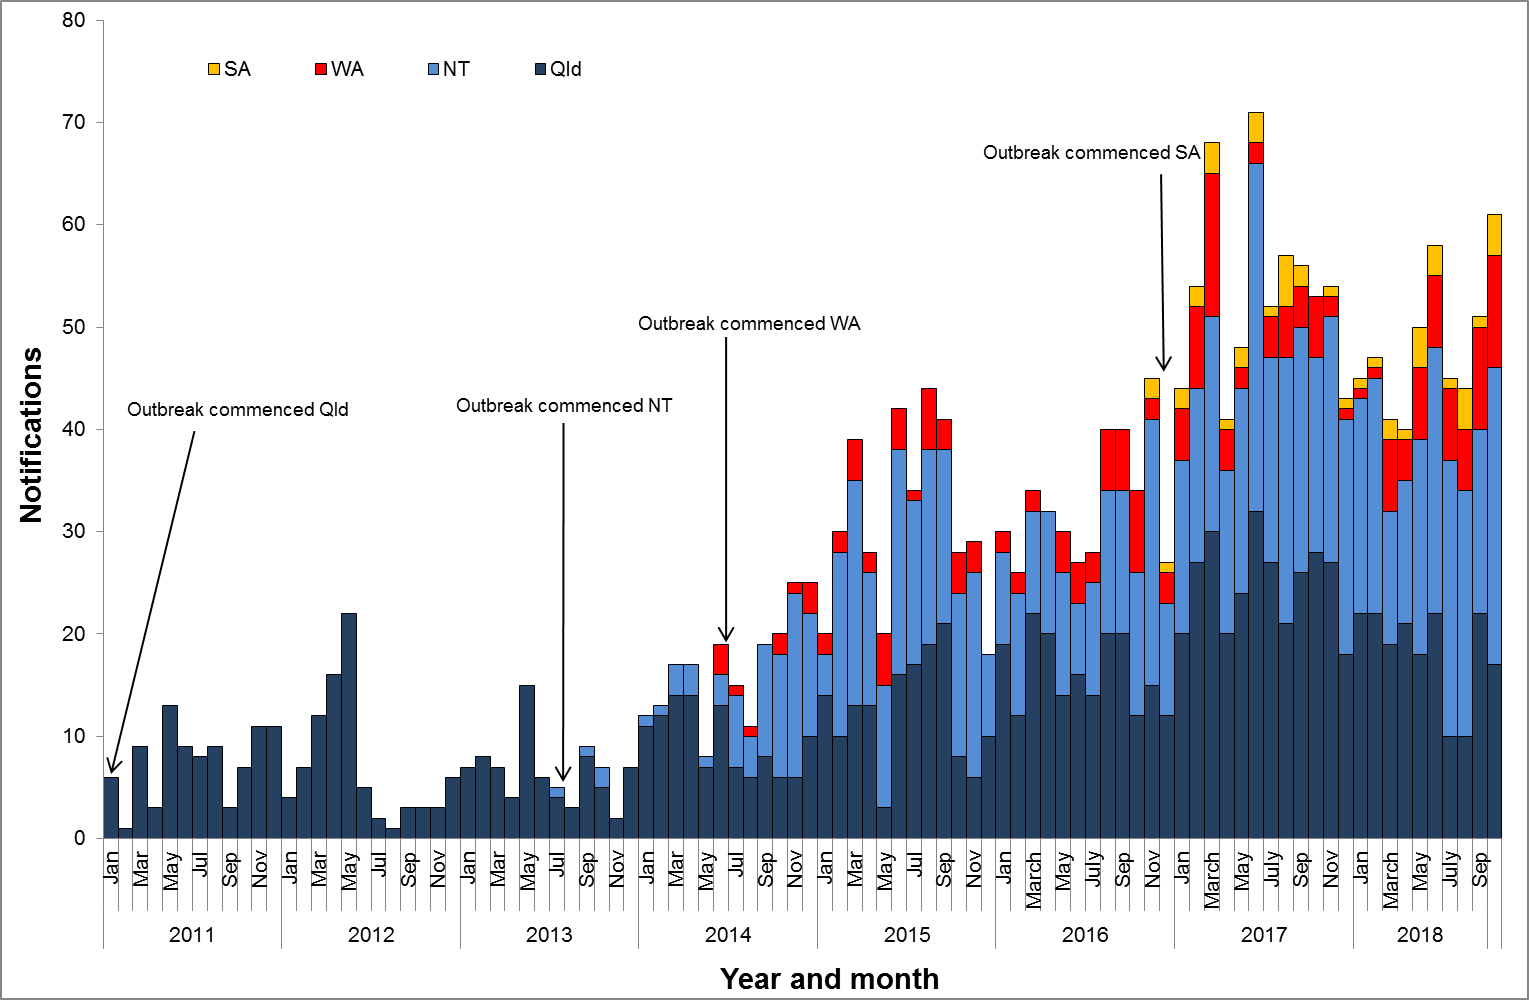 80
70
60
50
40
30
20
10
0
Notifications
SA WA NT Qld
Outbreak commenced SA
Outbreak commenced WA
Outbreak commenced NT
Outbreak commenced Qld
Jan Mar May Jul Sep Nov Jan Mar May Jul Sep Nov Jan Mar May Jul Sep Nov Jan Mar May Jul Sep Nov Jan Mar May Jul Sep Nov Jan March May July Sep Nov Jan March May July Sep Nov Jan March May July Sep
2011 2012 2013 2014 2015 2016 2017 2018
Year and month